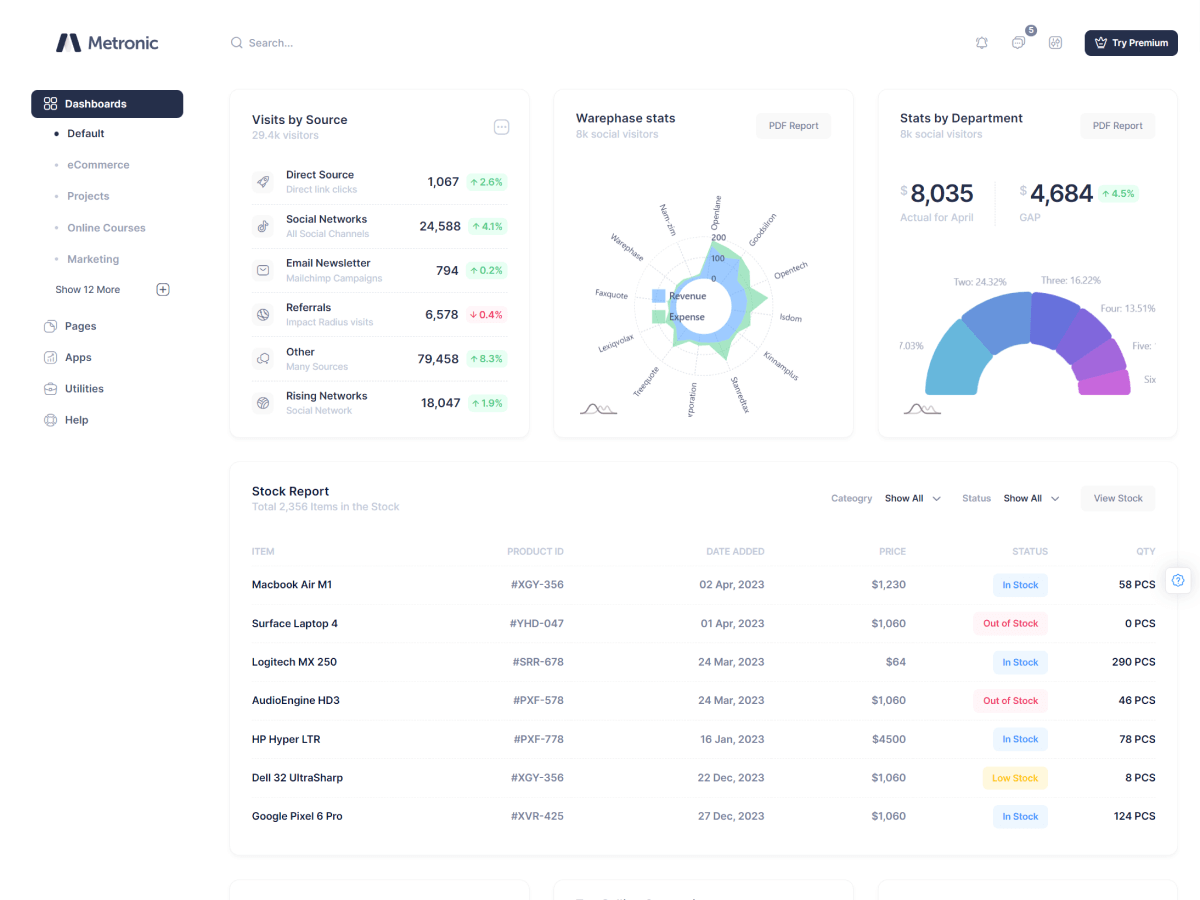 Metronic
Search...
5
Try Premium
Dashboards
Default
eCommerce
Projects
Online Courses
Marketing
Show 12 More
Pages
Apps
Utilities
Help
Visits by Source
29.4k visitors
Direct Source
Direct link clicks
1,067
2.6%
Social Networks
All Social Channels
24,588
4.1%
Email Newsletter
Mailchimp Campaigns
794
0.2%
Referrals
Impact Radius visits
6,578
0.4%
Other
Many Sources
79,458
8.3%
Rising Networks
Social Network
18,047
1.9%
Warephase stats
8k social visitors
PDF Report
Openlane
Goodsilron
Opentech
Isdom
Kinnamplus
Stanredtax
rporation
Treequote
Lexiqvolax
Faxquote
Warephase
Nam-zim
200
100
0
Revenue
Expense
Stats by Department
8k social visitors
PDF Report
$ 8,035
Actual for April
$ 4,684
4.5%
GAP
7.03%
Two: 24.32%
Three: 16.22%
Four: 13.51%
Five:
Six
Stock Report
Total 2,356 Items in the Stock
Cateogry Show All
Status Show All
View Stock
ITEM PRODUCT ID DATE ADDED PRICE STATUS QTY
Macbook Air M1 #XGY-356 02 Apr, 2023 $1,230 In Stock 58 PCS
Surface Laptop 4 #YHD-047 01 Apr, 2023 $1,060 Out of Stock 0 PCS
Logitech MX 250 #SRR-678 24 Mar, 2023 $64 In Stock 290 PCS
AudioEngine HD3 #PXF-578 24 Mar, 2023 $1,060 Out of Stock 46 PCS
HP Hyper LTR #PXF-778 16 Jan, 2023 $4500 In Stock 78 PCS
Dell 32 UltraSharp #XGY-356 22 Dec, 2023 $1,060 Low Stock 8 PCS
Google Pixel 6 Pro #XVR-425 27 Dec, 2023 $1,060 In Stock 124 PCS